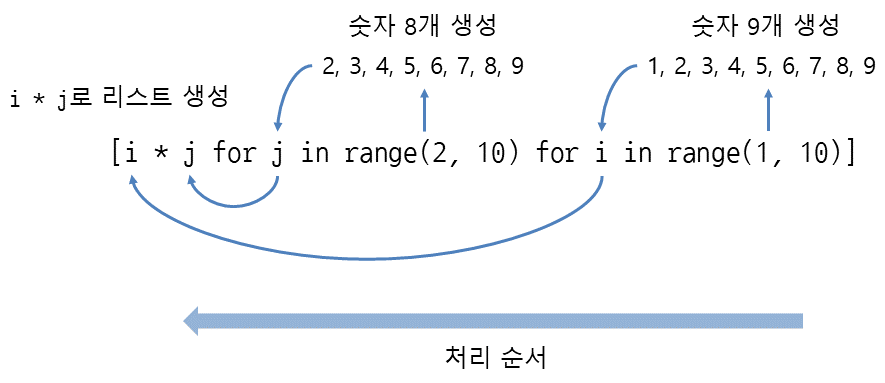 숫자 8개 생성
숫자 9개 생성
2, 3, 4, 5, 6, 7, 8, 9
1, 2, 3, 4, 5, 6, 7, 8, 9
i * j로 리스트 생성
[i * j for j in range(2, 10) for i in range(1, 10)]
처리 순서